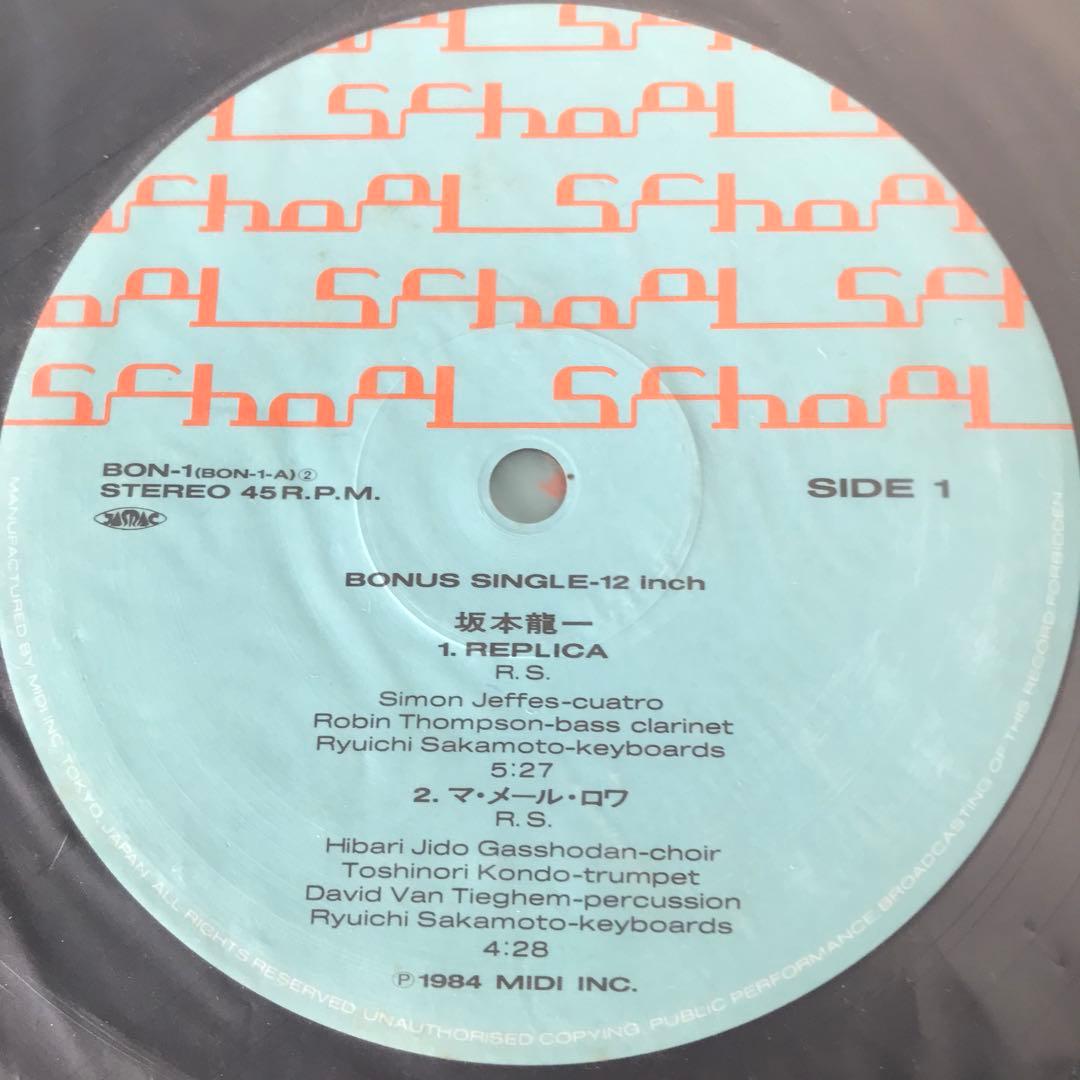 School
School School
School School
School School
School School
BON-1(BON-1-A)②
STEREO 45 R.P.M.
JASRAC
SIDE 1
BONUS SINGLE-12 inch
坂本龍一
1. REPLICA
R. S.
Simon Jeffes-cuatro
Robin Thompson-bass clarinet
Ryuichi Sakamoto-keyboards
5:27
2. マ・メール・ロワ
R. S.
Hibari Jido Gasshodan-choir
Toshinori Kondo-trumpet
David Van Tieghem-percussion
Ryuichi Sakamoto-keyboards
4:28
Ⓟ1984 MIDI INC.
MANUFACTURED BY MIDI INC. TOKYO, JAPAN. ALL RIGHTS RESERVED. UNAUTHORISED COPYING, PUBLIC PERFORMANCE, BROADCASTING OF THIS RECORD FORBIDDEN